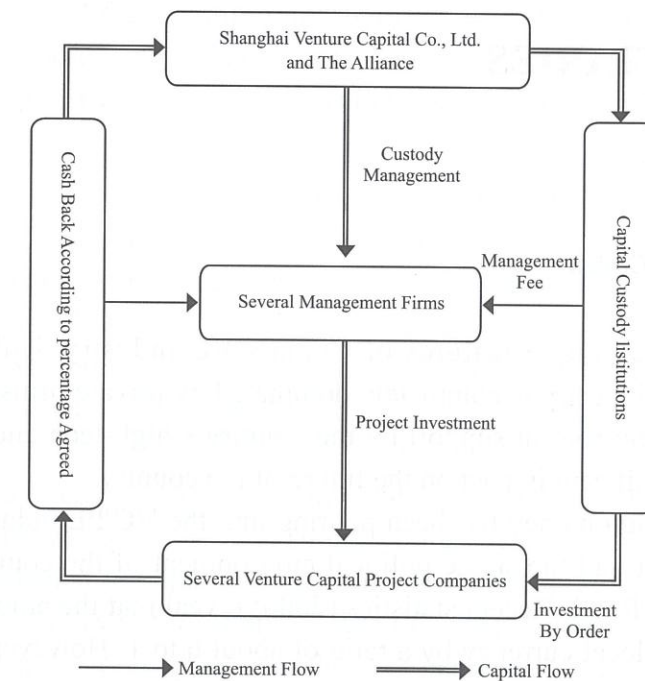 Shanghai Venture Capital Co., Ltd.
and The Alliance
Custody
Management
Cash Back According to percentage Agreed
Capital Custody Iistitutions
Management
Fee
Several Management Firms
Project Investment
Several Venture Capital Project Companies
Investment
By Order
Management Flow
Capital Flow